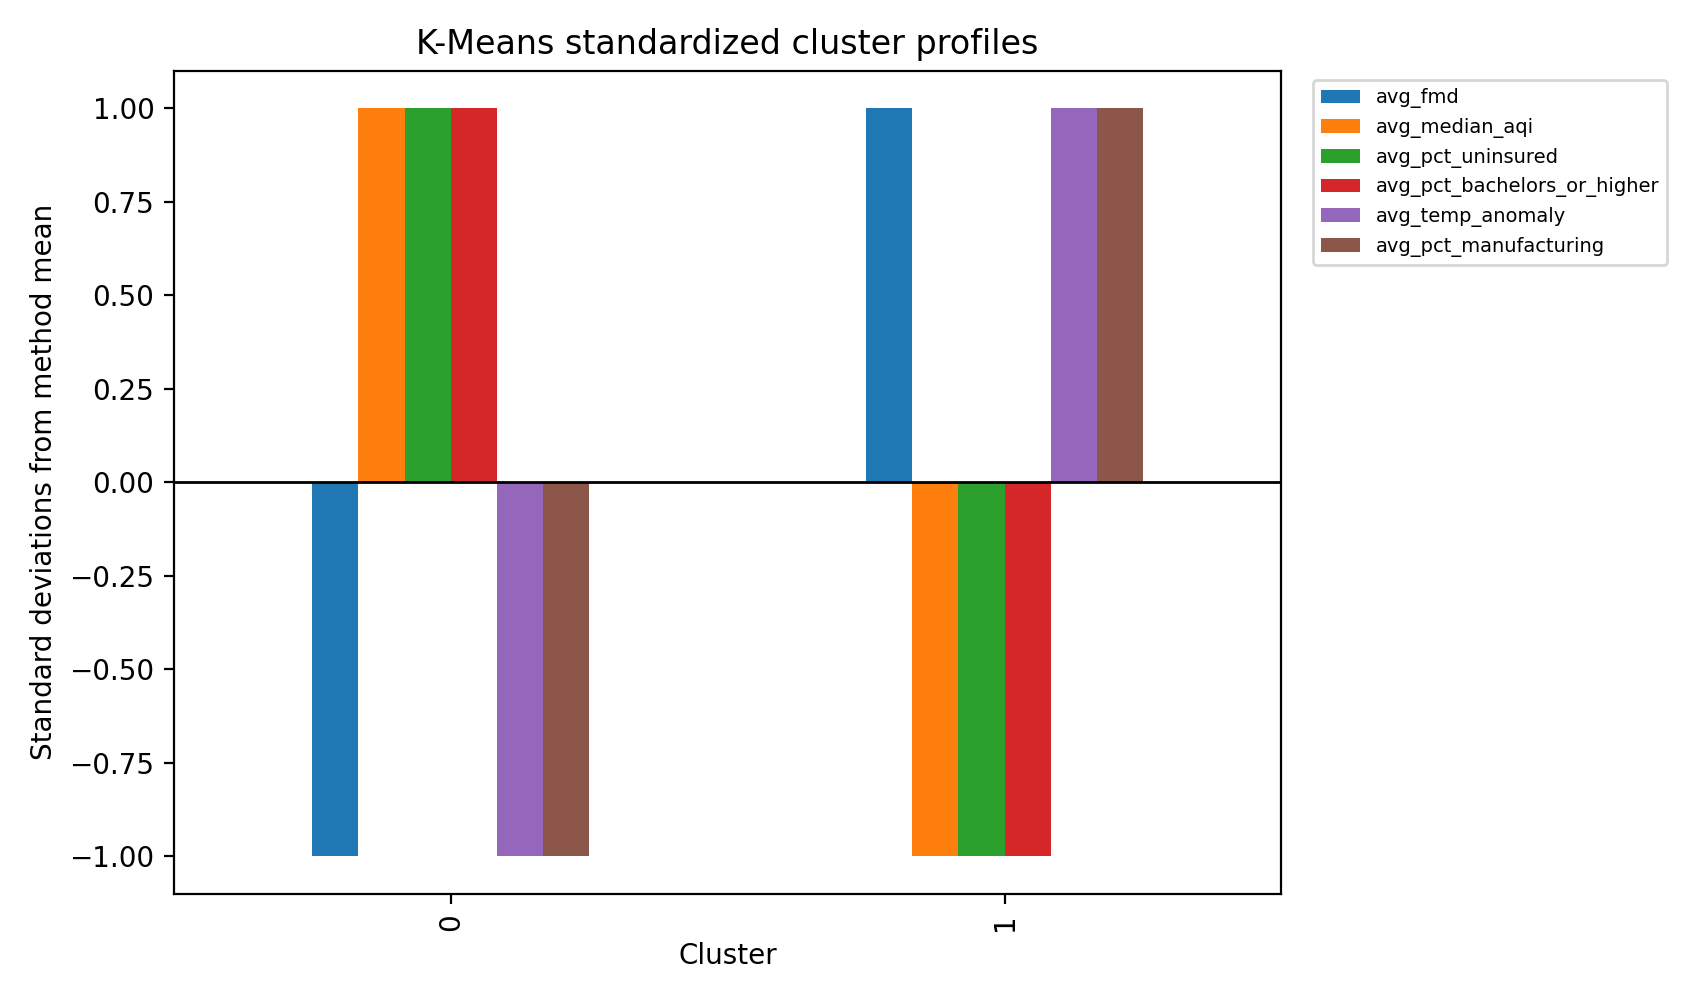 K-Means standardized cluster profiles
Standard deviations from method mean
1.00
0.75
0.50
0.25
0.00
−0.25
−0.50
−0.75
−1.00
0
1
Cluster
avg_fmd
avg_median_aqi
avg_pct_uninsured
avg_pct_bachelors_or_higher
avg_temp_anomaly
avg_pct_manufacturing